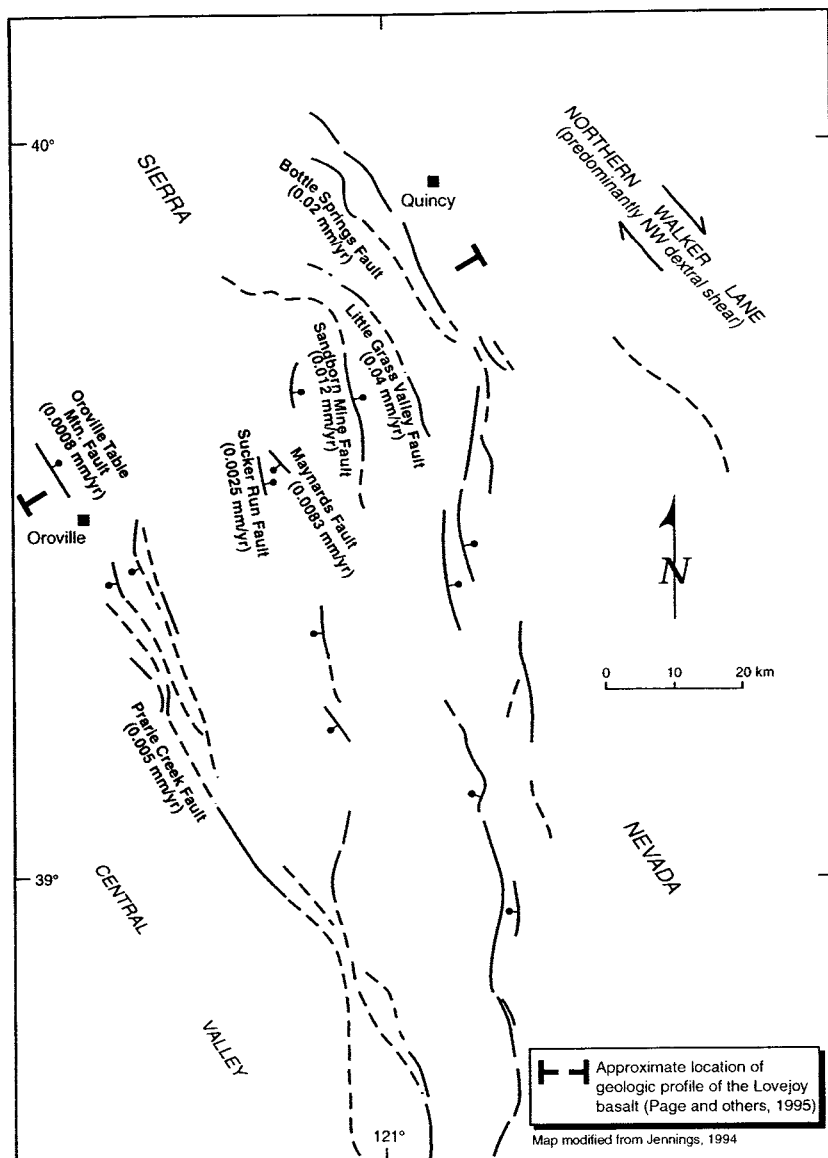 40°
SIERRA
NORTHERN WALKER LANE
(predominantly NW dextral shear)
Quincy
Bottle Springs Fault
(0.02 mm/yr)
Little Grass Valley Fault
(0.04 mm/yr)
Sandborn Mine Fault
(0.012 mm/yr)
Oroville Table
Mtn. Fault
(0.0008 mm/yr)
Maynards Fault
(0.0083 mm/yr)
Sucker Run Fault
(0.0025 mm/yr)
Oroville
N
0 10 20 km
Prarie Creek Fault
(0.005 mm/yr)
39°
CENTRAL
VALLEY
NEVADA
121°
Approximate location of
geologic profile of the Lovejoy
basalt (Page and others, 1995)
Map modified from Jennings, 1994